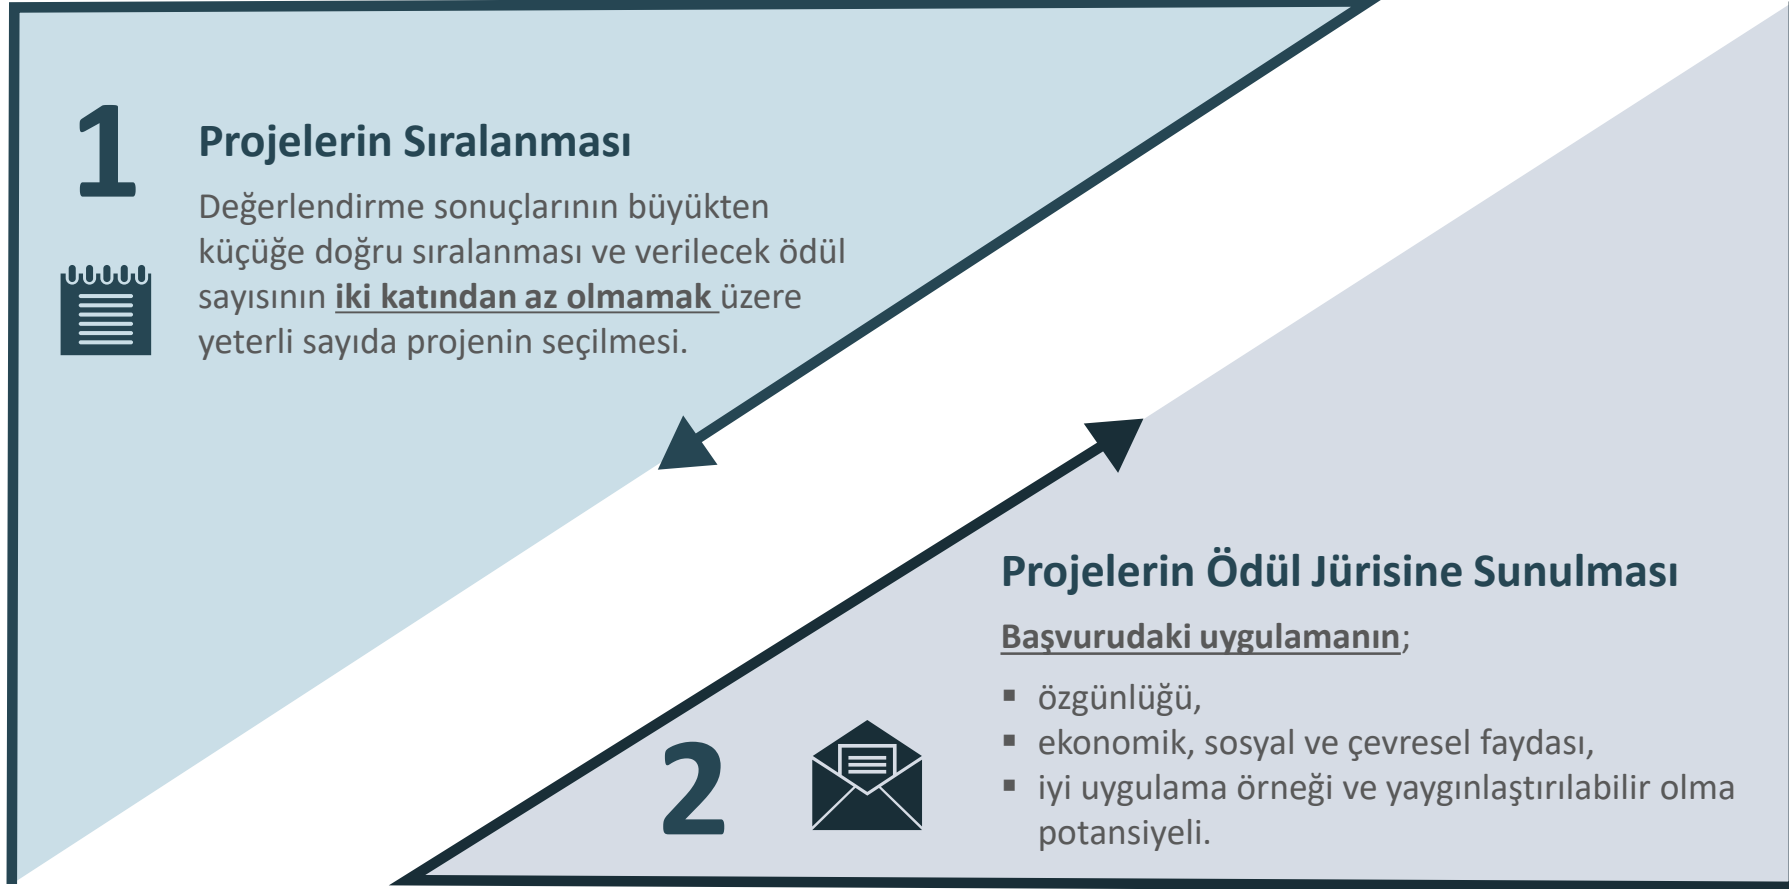 1
Projelerin Sıralanması
Değerlendirme sonuçlarının büyükten
küçüğe doğru sıralanması ve verilecek ödül
sayısının iki katından az olmamak üzere
yeterli sayıda projenin seçilmesi.
2
Projelerin Ödül Jürisine Sunulması
Başvurudaki uygulamanın;
▪ özgünlüğü,
▪ ekonomik, sosyal ve çevresel faydası,
▪ iyi uygulama örneği ve yaygınlaştırılabilir olma
potansiyeli.